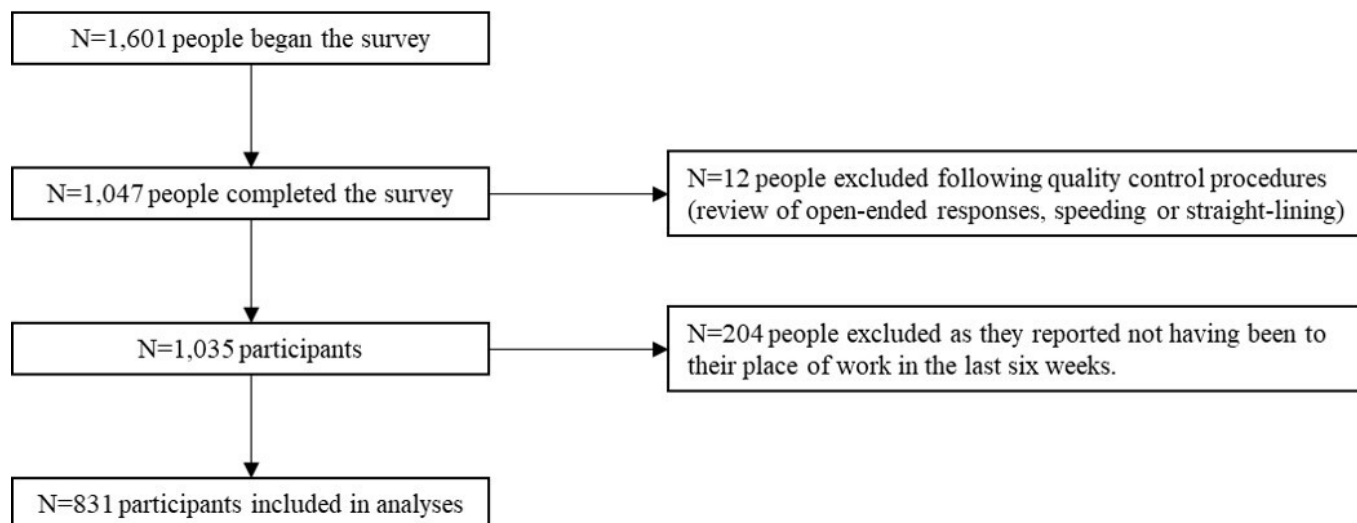 N=1,601 people began the survey
N=1,047 people completed the survey
N=12 people excluded following quality control procedures
(review of open-ended responses, speeding or straight-lining)
N=1,035 participants
N=204 people excluded as they reported not having been to
their place of work in the last six weeks.
N=831 participants included in analyses